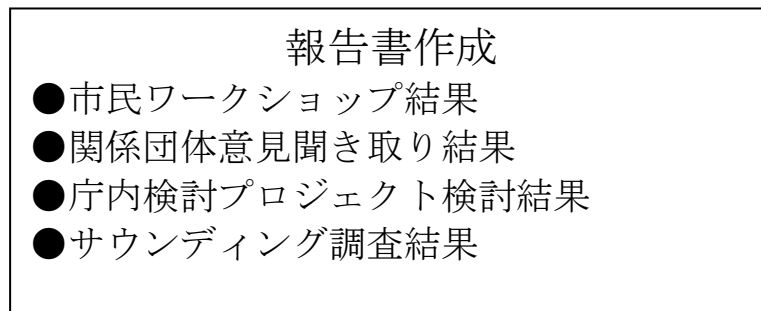 報告書作成
●市民ワークショップ結果
●関係団体意見聞き取り結果
●庁内検討プロジェクト検討結果
●サウンディング調査結果